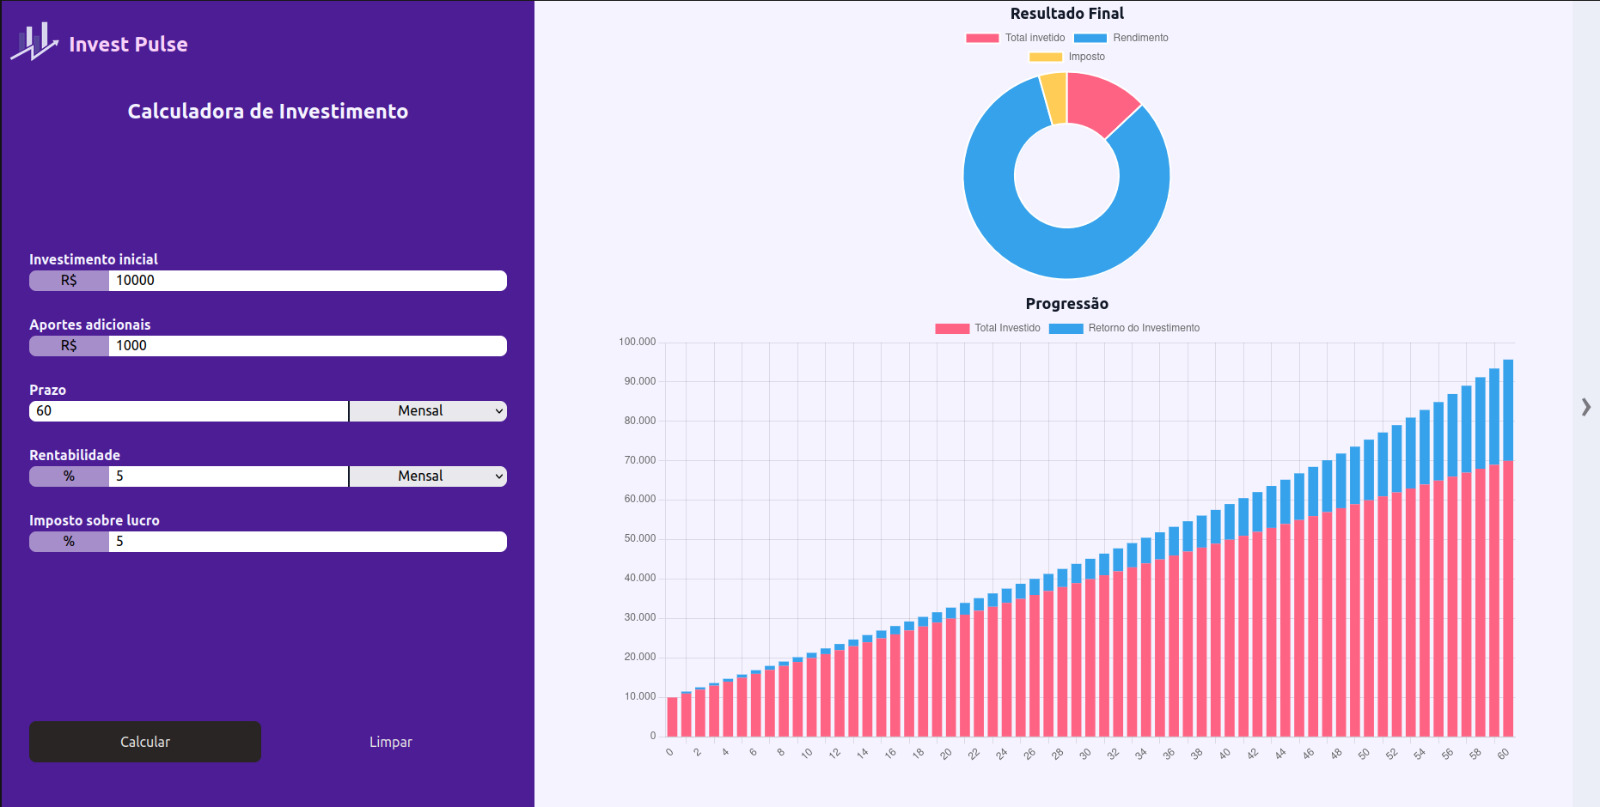 Invest Pulse
Calculadora de Investimento
Investimento inicial
R$ 10000
Aportes adicionais
R$ 1000
Prazo
60 Mensal
Rentabilidade
% 5 Mensal
Imposto sobre lucro
% 5
Calcular Limpar
Resultado Final
Total invetido Rendimento
Imposto
Progressão
Total Investido Retorno do Investimento
100.000
90.000
80.000
70.000
60.000
50.000
40.000
30.000
20.000
10.000
0
0 2 4 6 8 10 12 14 16 18 20 22 24 26 28 30 32 34 36 38 40 42 44 46 48 50 52 54 56 58 60